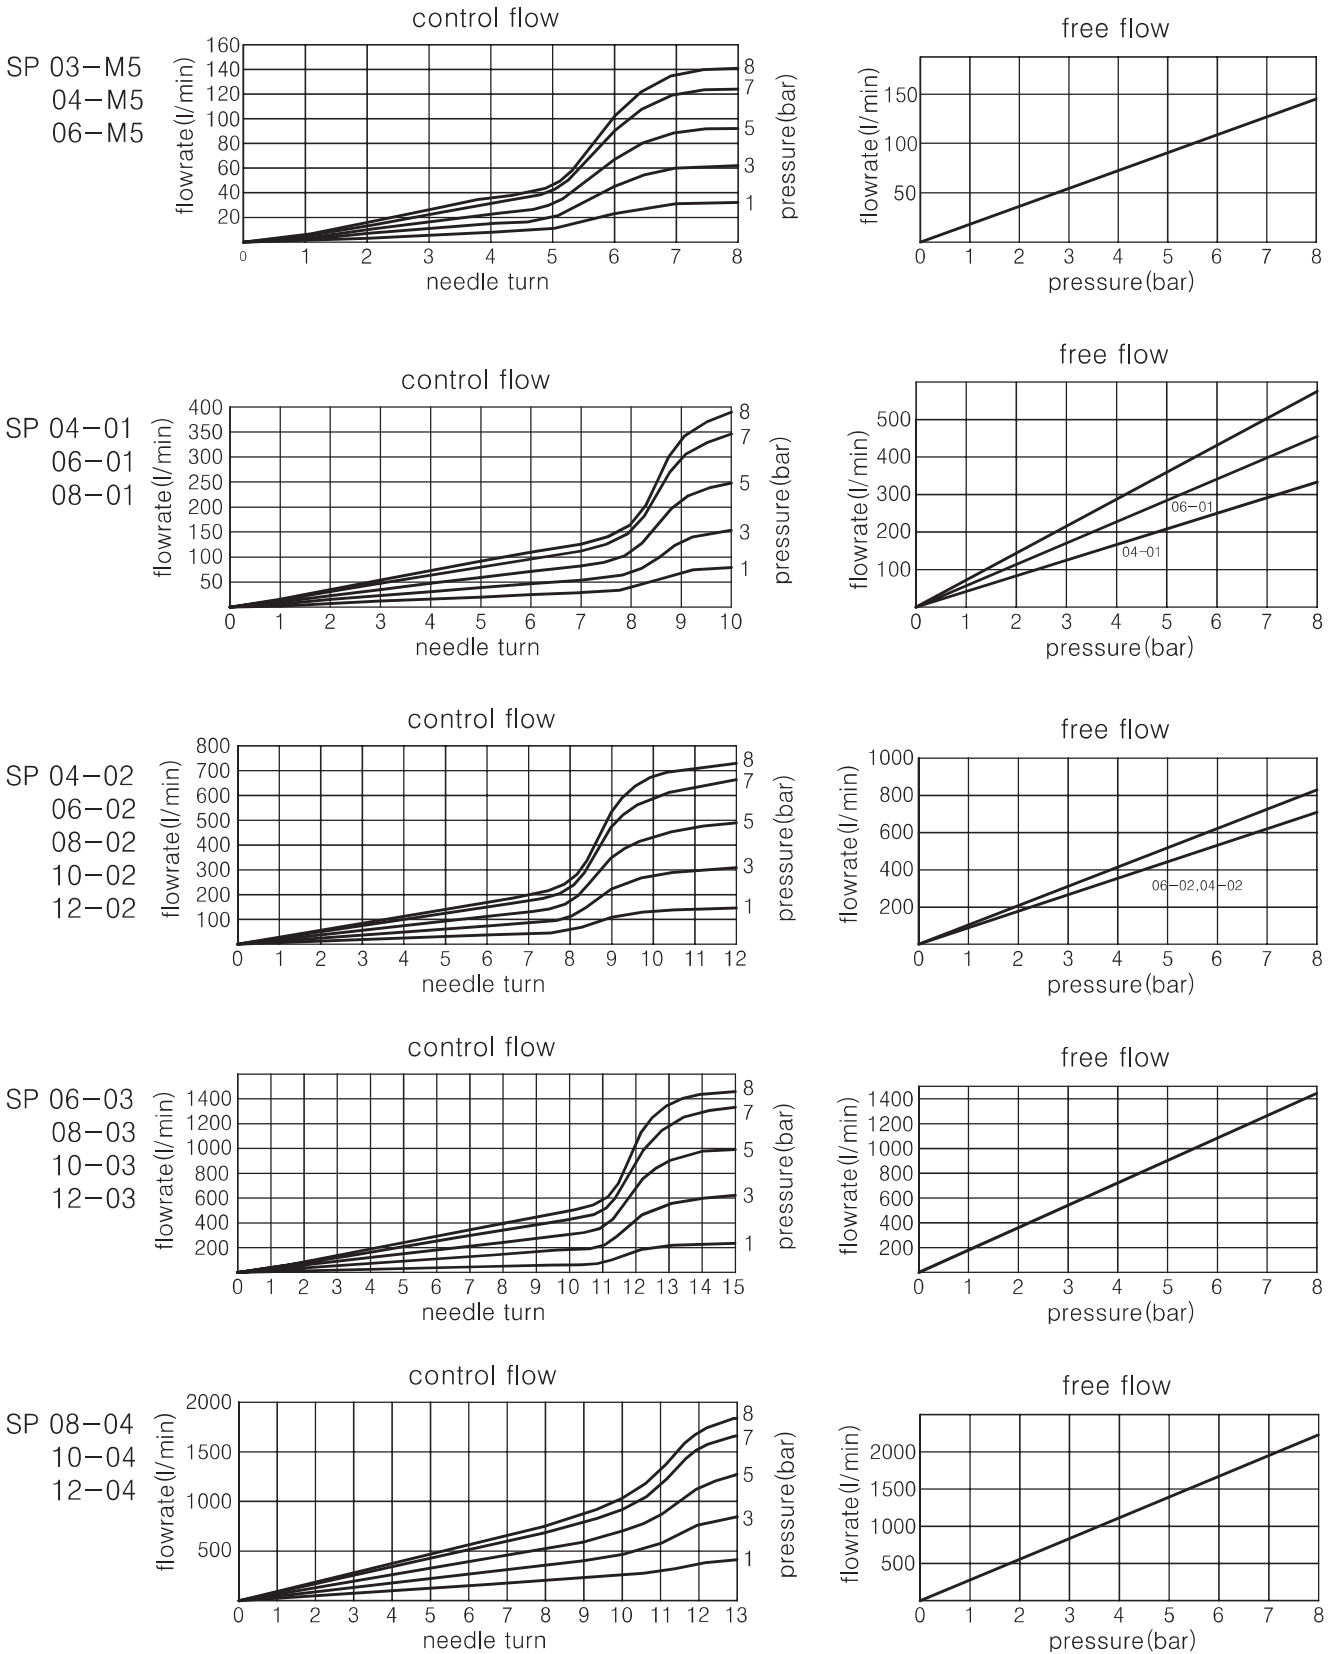 control flow
free flow
SP 03-M5
04-M5
06-M5
flowrate(l/min)
160
140
120
100
80
60
40
20
0 1 2 3 4 5 6 7 8
needle turn
8
7
5
3
1
pressure(bar)
flowrate(l/min)
150
100
50
0 1 2 3 4 5 6 7 8
pressure(bar)
control flow
free flow
SP 04-01
06-01
08-01
flowrate(l/min)
400
350
300
250
200
150
100
50
0 1 2 3 4 5 6 7 8 9 10
needle turn
8
7
5
3
1
pressure(bar)
flowrate(l/min)
500
400
300
200
100
06-01
04-01
0 1 2 3 4 5 6 7 8
pressure(bar)
control flow
free flow
SP 04-02
06-02
08-02
10-02
12-02
flowrate(l/min)
800
700
600
500
400
300
200
100
0 1 2 3 4 5 6 7 8 9 10 11 12
needle turn
8
7
5
3
1
pressure(bar)
flowrate(l/min)
1000
800
600
400
200
06-02,04-02
0 1 2 3 4 5 6 7 8
pressure(bar)
control flow
free flow
SP 06-03
08-03
10-03
12-03
flowrate(l/min)
1400
1200
1000
800
600
400
200
0 1 2 3 4 5 6 7 8 9 10 11 12 13 14 15
needle turn
8
7
5
3
1
pressure(bar)
flowrate(l/min)
1400
1200
1000
800
600
400
200
0 1 2 3 4 5 6 7 8
pressure(bar)
control flow
free flow
SP 08-04
10-04
12-04
flowrate(l/min)
2000
1500
1000
500
0 1 2 3 4 5 6 7 8 9 10 11 12 13
needle turn
8
7
5
3
1
pressure(bar)
flowrate(l/min)
2000
1500
1000
500
0 1 2 3 4 5 6 7 8
pressure(bar)